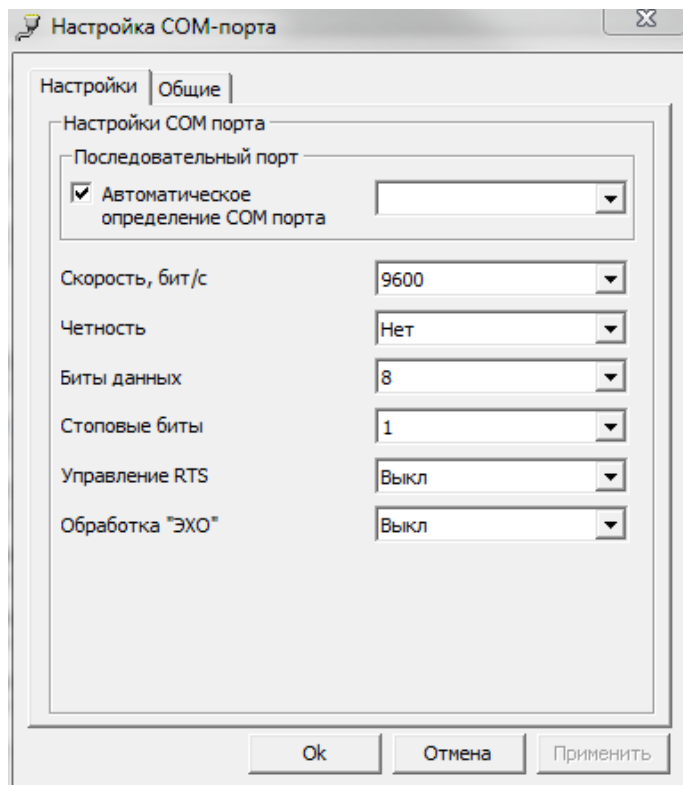 Настройка COM-порта
Настройки Общие
Настройки COM порта
Последовательный порт
Автоматическое
определение COM порта
Скорость, бит/с 9600
Четность Нет
Биты данных 8
Стоповые биты 1
Управление RTS Выкл
Обработка "ЭХО" Выкл
Ok Отмена Применить